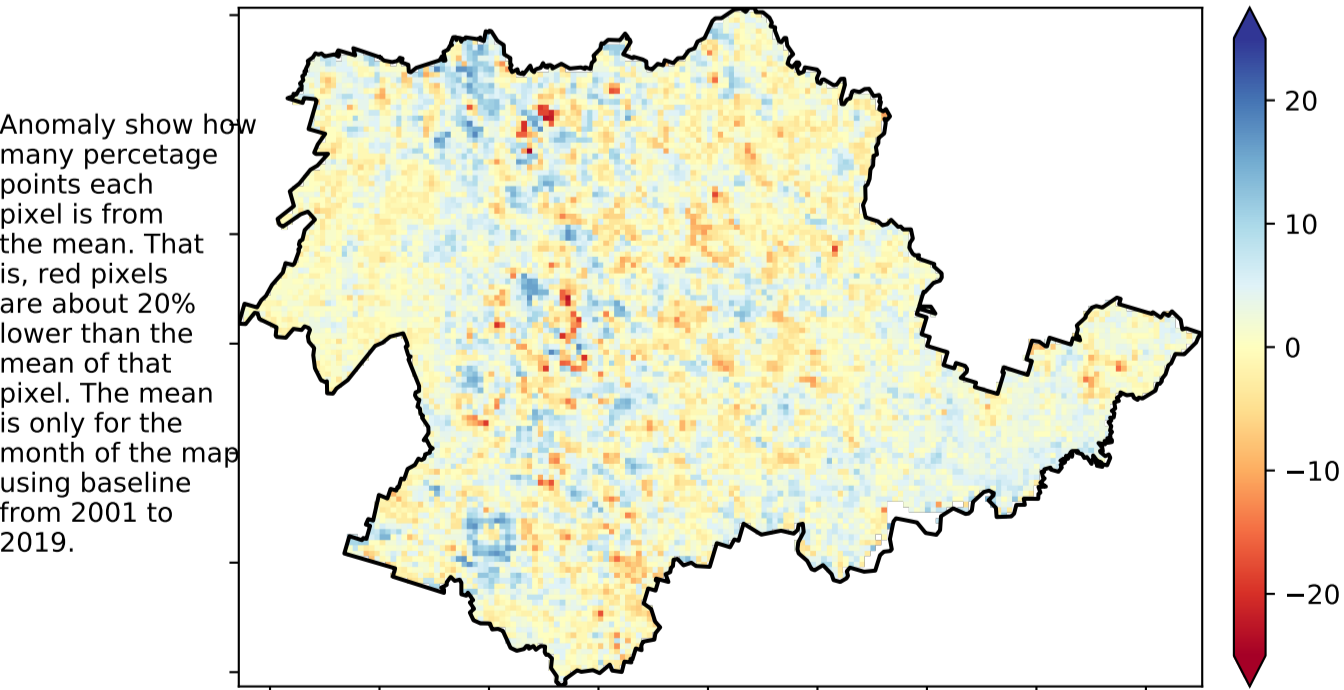 Anomaly show how
many percetage
points each
pixel is from
the mean. That
is, red pixels
are about 20%
lower than the
mean of that
pixel. The mean
is only for the
month of the map
using baseline
from 2001 to
2019.
20
10
0
−10
−20